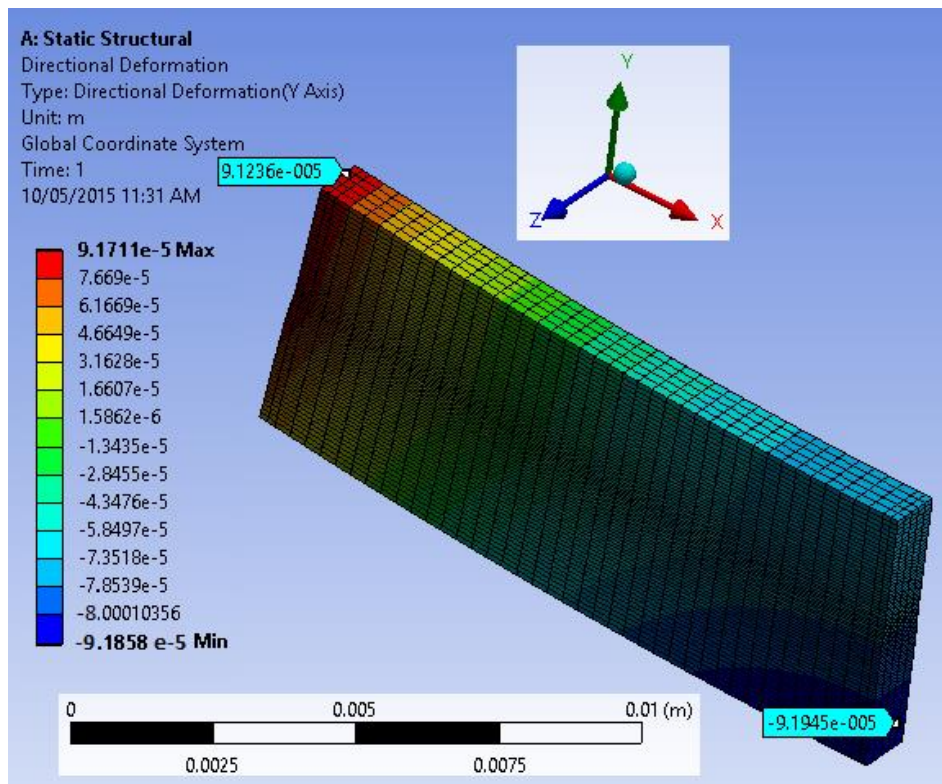 A: Static Structural
Directional Deformation
Type: Directional Deformation(Y Axis)
Unit: m
Global Coordinate System
Time: 1
10/05/2015 11:31 AM
9.1236e-005
Y
Z
X
9.1711e-5 Max
7.669e-5
6.1669e-5
4.6649e-5
3.1628e-5
1.6607e-5
1.5862e-6
-1.3435e-5
-2.8455e-5
-4.3476e-5
-5.8497e-5
-7.3518e-5
-7.8539e-5
-8.00010356
-9.1858 e-5 Min
0 0.005 0.01 (m)
0.0025 0.0075
-9.1945e-005